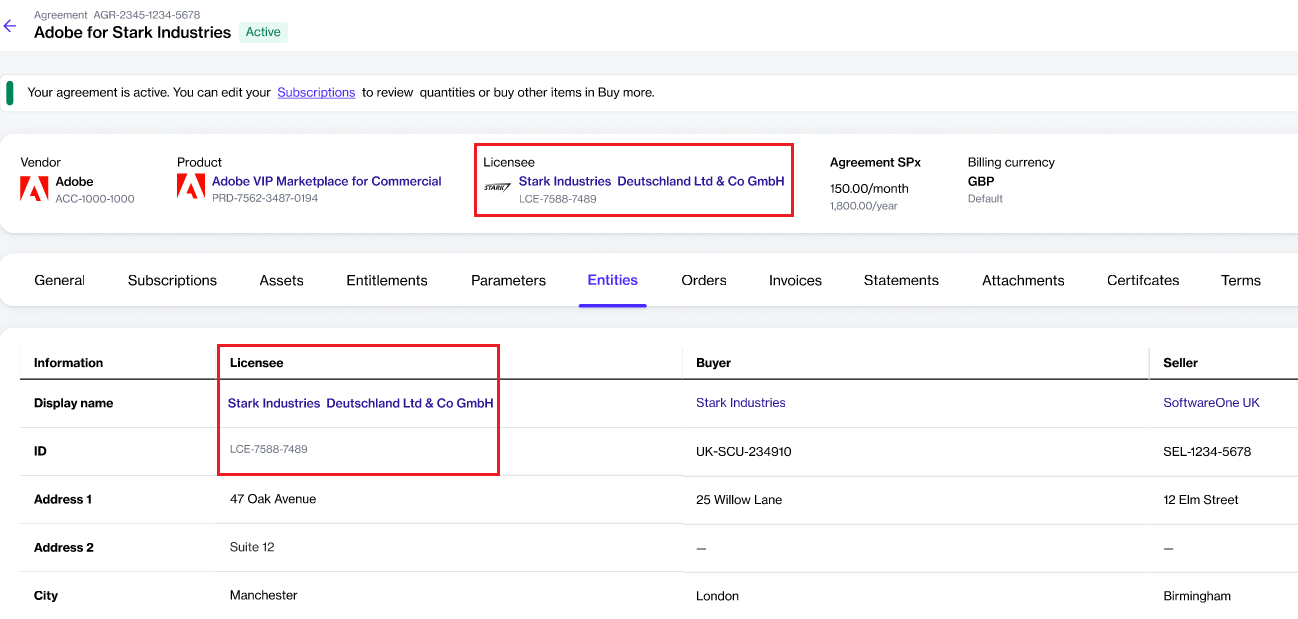 Agreement AGR-2345-1234-5678
Adobe for Stark Industries Active
Your agreement is active. You can edit your Subscriptions to review quantities or buy other items in Buy more.
Vendor Product Licensee Agreement SPx Billing currency
Adobe Adobe VIP Marketplace for Commercial STARK Stark Industries Deutschland Ltd & Co GmbH 150.00/month GBP
ACC-1000-1000 PRD-7562-3487-0194 LCE-7588-7489 1,800.00/year Default
General Subscriptions Assets Entitlements Parameters Entities Orders Invoices Statements Attachments Certifcates Terms
Information Licensee Buyer Seller
Display name Stark Industries Deutschland Ltd & Co GmbH Stark Industries SoftwareOne UK
ID LCE-7588-7489 UK-SCU-234910 SEL-1234-5678
Address 1 47 Oak Avenue 25 Willow Lane 12 Elm Street
Address 2 Suite 12 — —
City Manchester London Birmingham